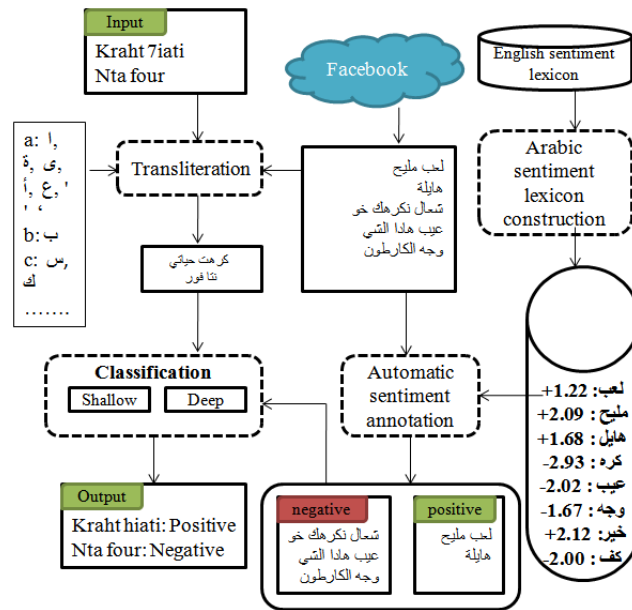 Input
Kraht 7iati
Nta four
Facebook
English sentiment
lexicon
a: ا,
ة, ى,
أ, ع, '
' ‘
b: ب
c: س,
ك
.......
Transliteration
لعب مليح
هايلة
شعال نكرهك خو
عيب هادا الشي
وجه الكارطون
Arabic
sentiment
lexicon
construction
كرهت حياتي
نتا فور
Classification
Shallow
Deep
Automatic
sentiment
annotation
لعب: 1.22+
مليح : 2.09+
هايل: 1.68+
كره : 2.93-
عيب: 2.02-
وجه: 1.67-
خير: 2.12+
كف : 2.00-
Output
Kraht hiati: Positive
Nta four: Negative
negative
شعال نكرهك خو
عيب هادا الشي
وجه الكارطون
positive
لعب مليح
هايلة